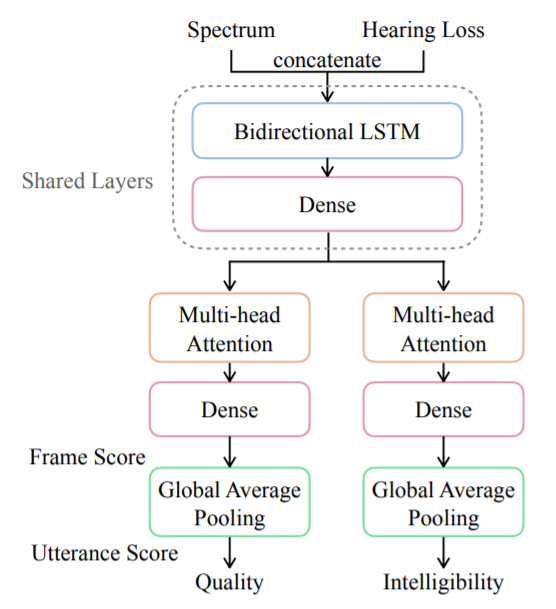 Spectrum
Hearing Loss
concatenate
Bidirectional LSTM
Shared Layers
Dense
Multi-head
Attention
Multi-head
Attention
Dense
Dense
Frame Score
Global Average
Pooling
Global Average
Pooling
Utterance Score
Quality
Intelligibility